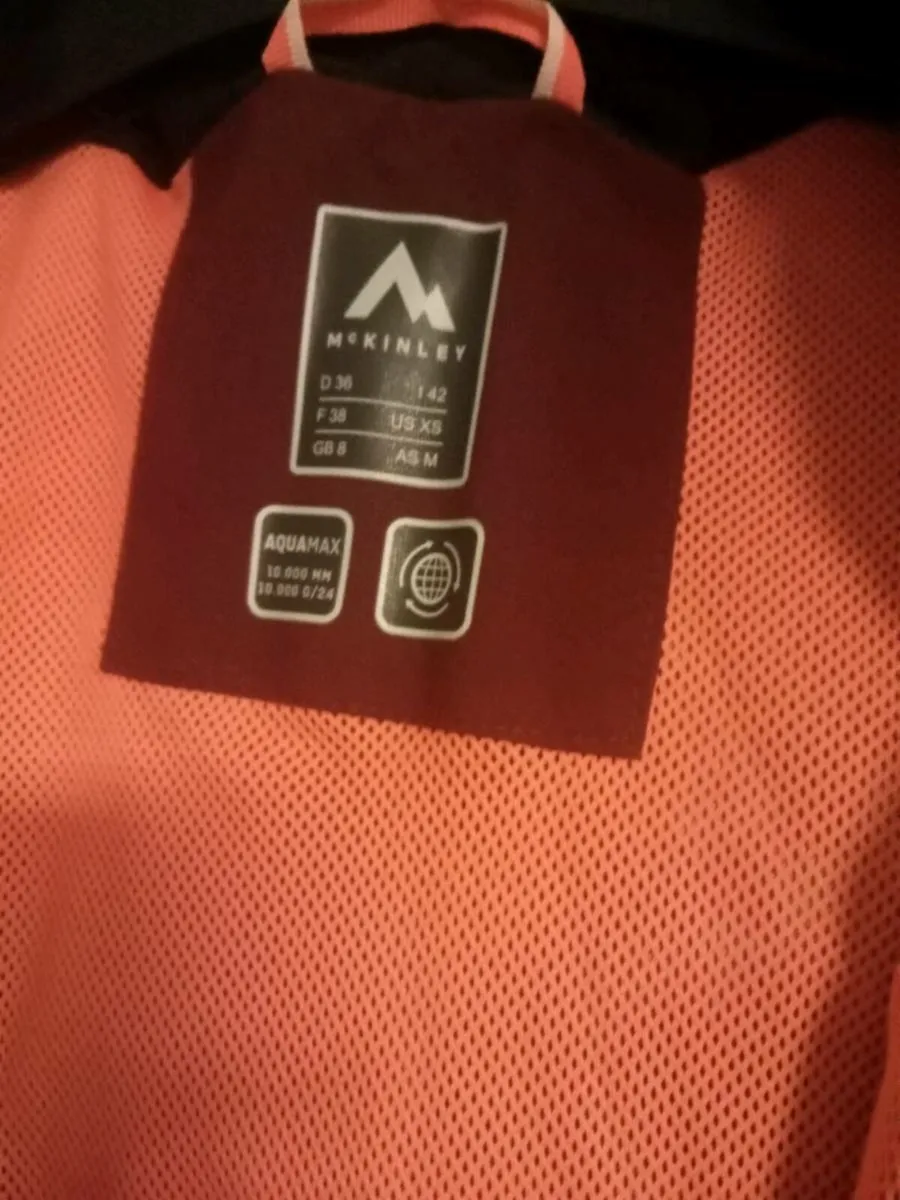 McKINLEY
D 36 I 42
F 38 US XS
GB 8 AS M
AQUAMAX
10.000 MM
10.000 G/24